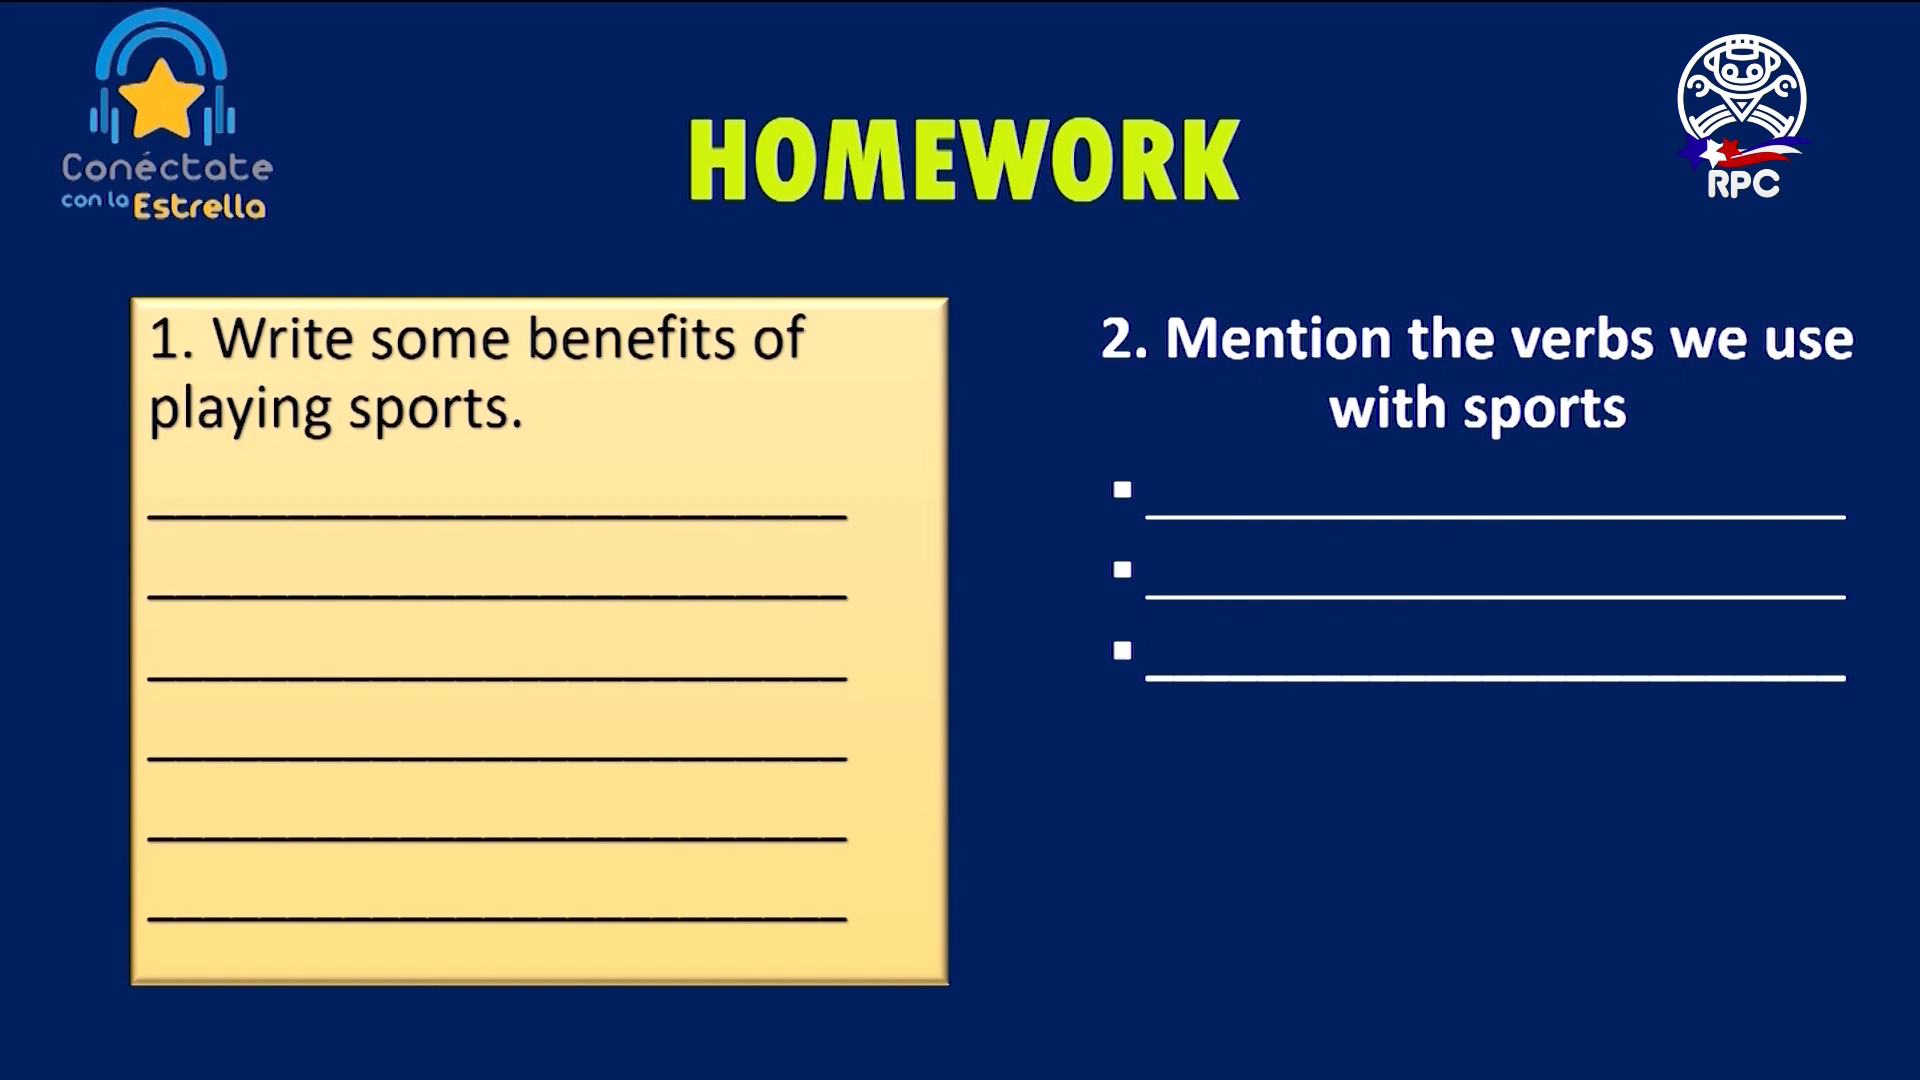 Conéctate
con la Estrella
HOMEWORK
RPC
1. Write some benefits of
playing sports.
2. Mention the verbs we use
with sports